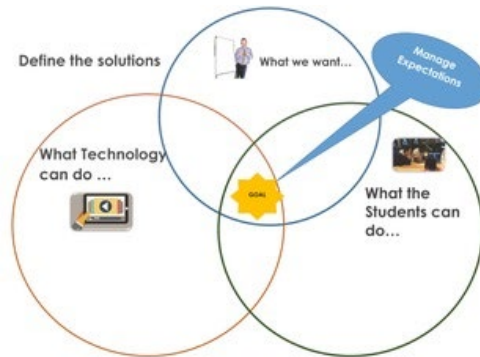 Define the solutions
What we want...
Manage
Expectations
What Technology
can do ...
GOAL
What the
Students can
do...